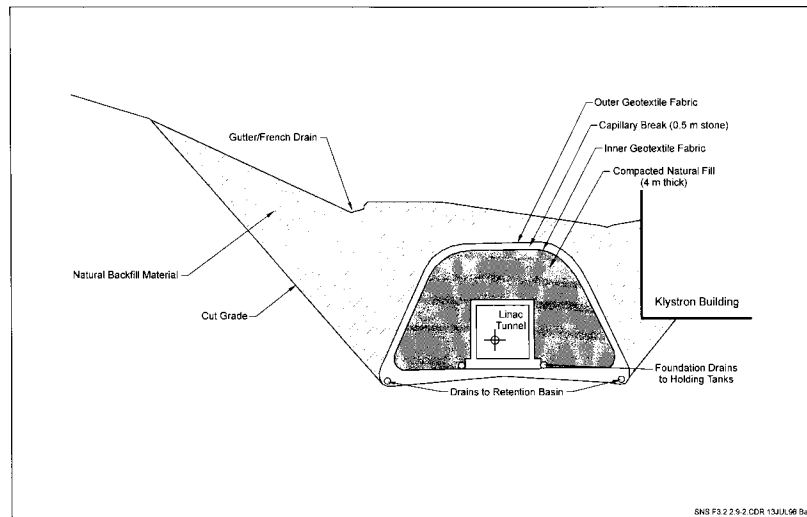 Outer Geotextile Fabric
Capillary Break (0.5 m stone)
Gutter/French Drain
Inner Geotextile Fabric
Compacted Natural Fill
(4 m thick)
Natural Backfill Material
Klystron Building
Cut Grade
Linac
Tunnel
Foundation Drains
to Holding Tanks
Drains to Retention Basin
SNS F3.2.2.9-2.CDR 13JUL98